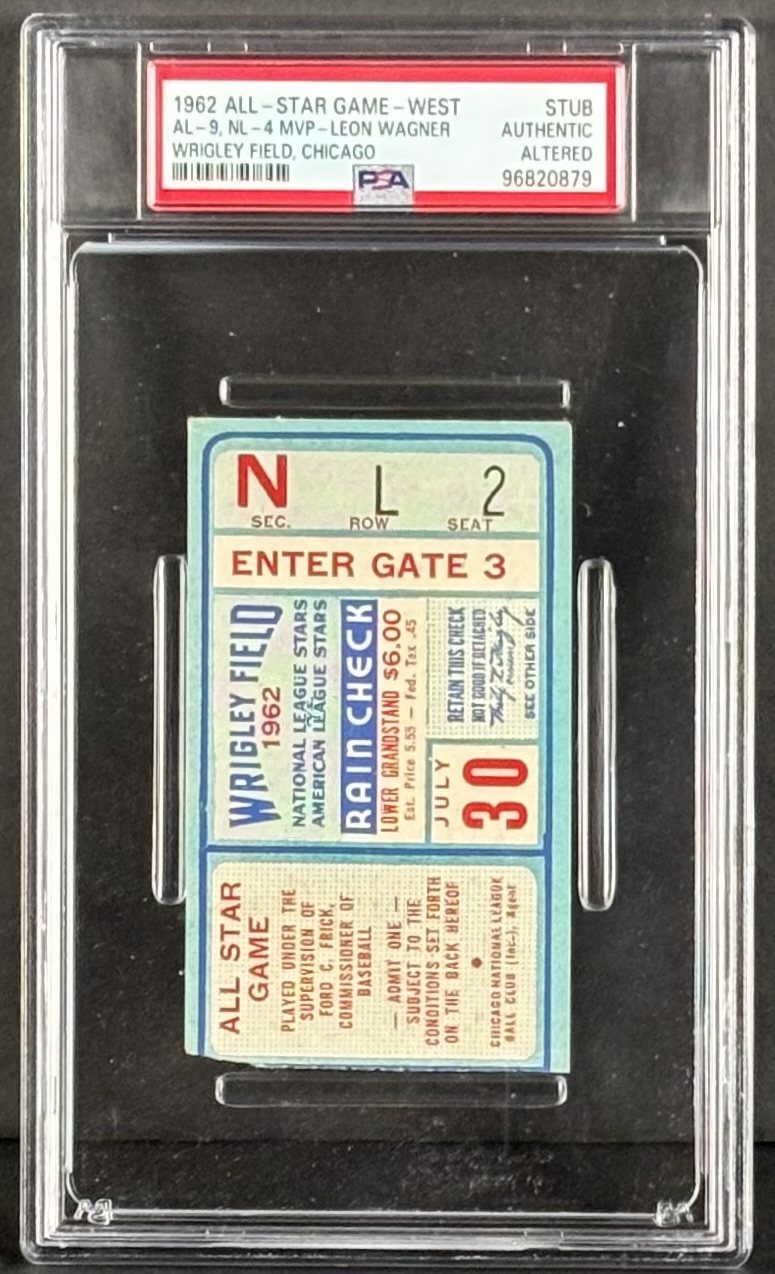 1962 ALL-STAR GAME-WEST STUB
AL-9, NL-4 MVP-LEON WAGNER AUTHENTIC
WRIGLEY FIELD, CHICAGO ALTERED
PSA 96820879
N L 2
SEC. ROW SEAT
ENTER GATE 3
WRIGLEY FIELD
1962
NATIONAL LEAGUE STARS
VS
AMERICAN LEAGUE STARS
RAIN CHECK
LOWER GRANDSTAND $6.00
Est. Price 5.55 — Fed. Tax .45
JULY
30
RETAIN THIS CHECK
NOT GOOD IF DETACHED
SEE OTHER SIDE
ALL STAR
GAME
PLAYED UNDER THE
SUPERVISION OF
FORD C. FRICK,
COMMISSIONER OF
BASEBALL
— ADMIT ONE —
SUBJECT TO THE
CONDITIONS SET FORTH
ON THE BACK HEREOF
•
CHICAGO NATIONAL LEAGUE
BALL CLUB (Inc.), Agent